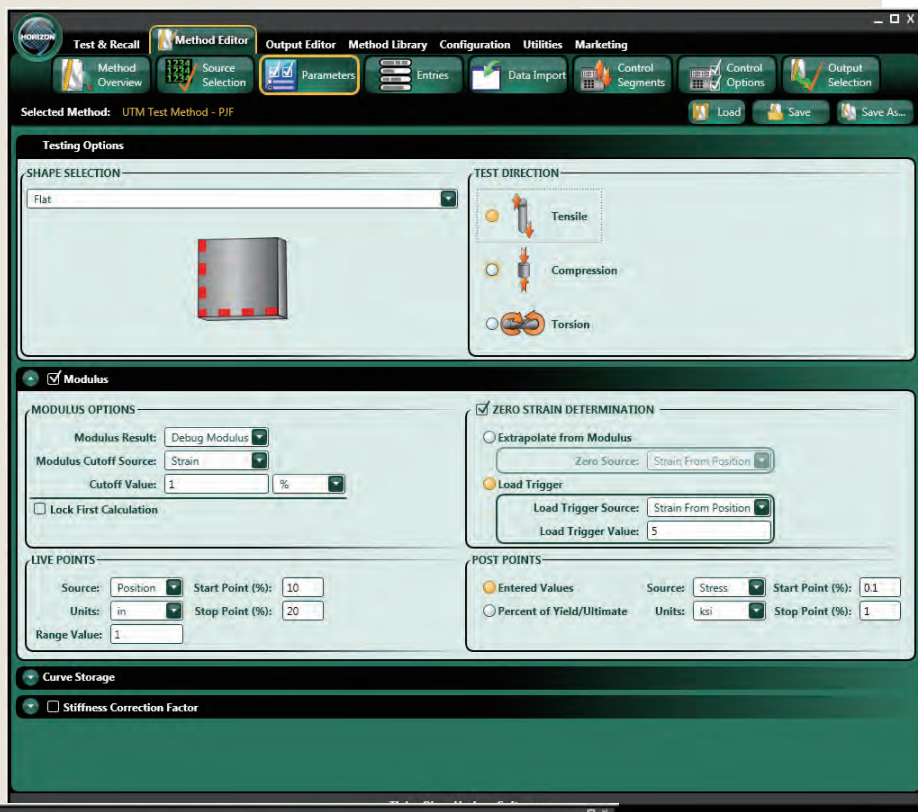 HORIZON
Test & Recall Method Editor Output Editor Method Library Configuration Utilities Marketing
Method Overview Source Selection Parameters Entries Data Import Control Segments Control Options Output Selection
Selected Method: UTM Test Method - PJF Load Save Save As...
Testing Options
SHAPE SELECTION TEST DIRECTION
Flat
Tensile
Compression
Torsion
Modulus
MODULUS OPTIONS ZERO STRAIN DETERMINATION
Modulus Result: Debug Modulus Extrapolate from Modulus
Modulus Cutoff Source: Strain Zero Source: Strain From Position
Cutoff Value: 1 % Load Trigger
Lock First Calculation Load Trigger Source: Strain From Position
Load Trigger Value: 5
LIVE POINTS POST POINTS
Source: Position Start Point (%): 10 Entered Values Source: Stress Start Point (%): 0.1
Units: in Stop Point (%): 20 Percent of Yield/Ultimate Units: ksi Stop Point (%): 1
Range Value: 1
Curve Storage
Stiffness Correction Factor